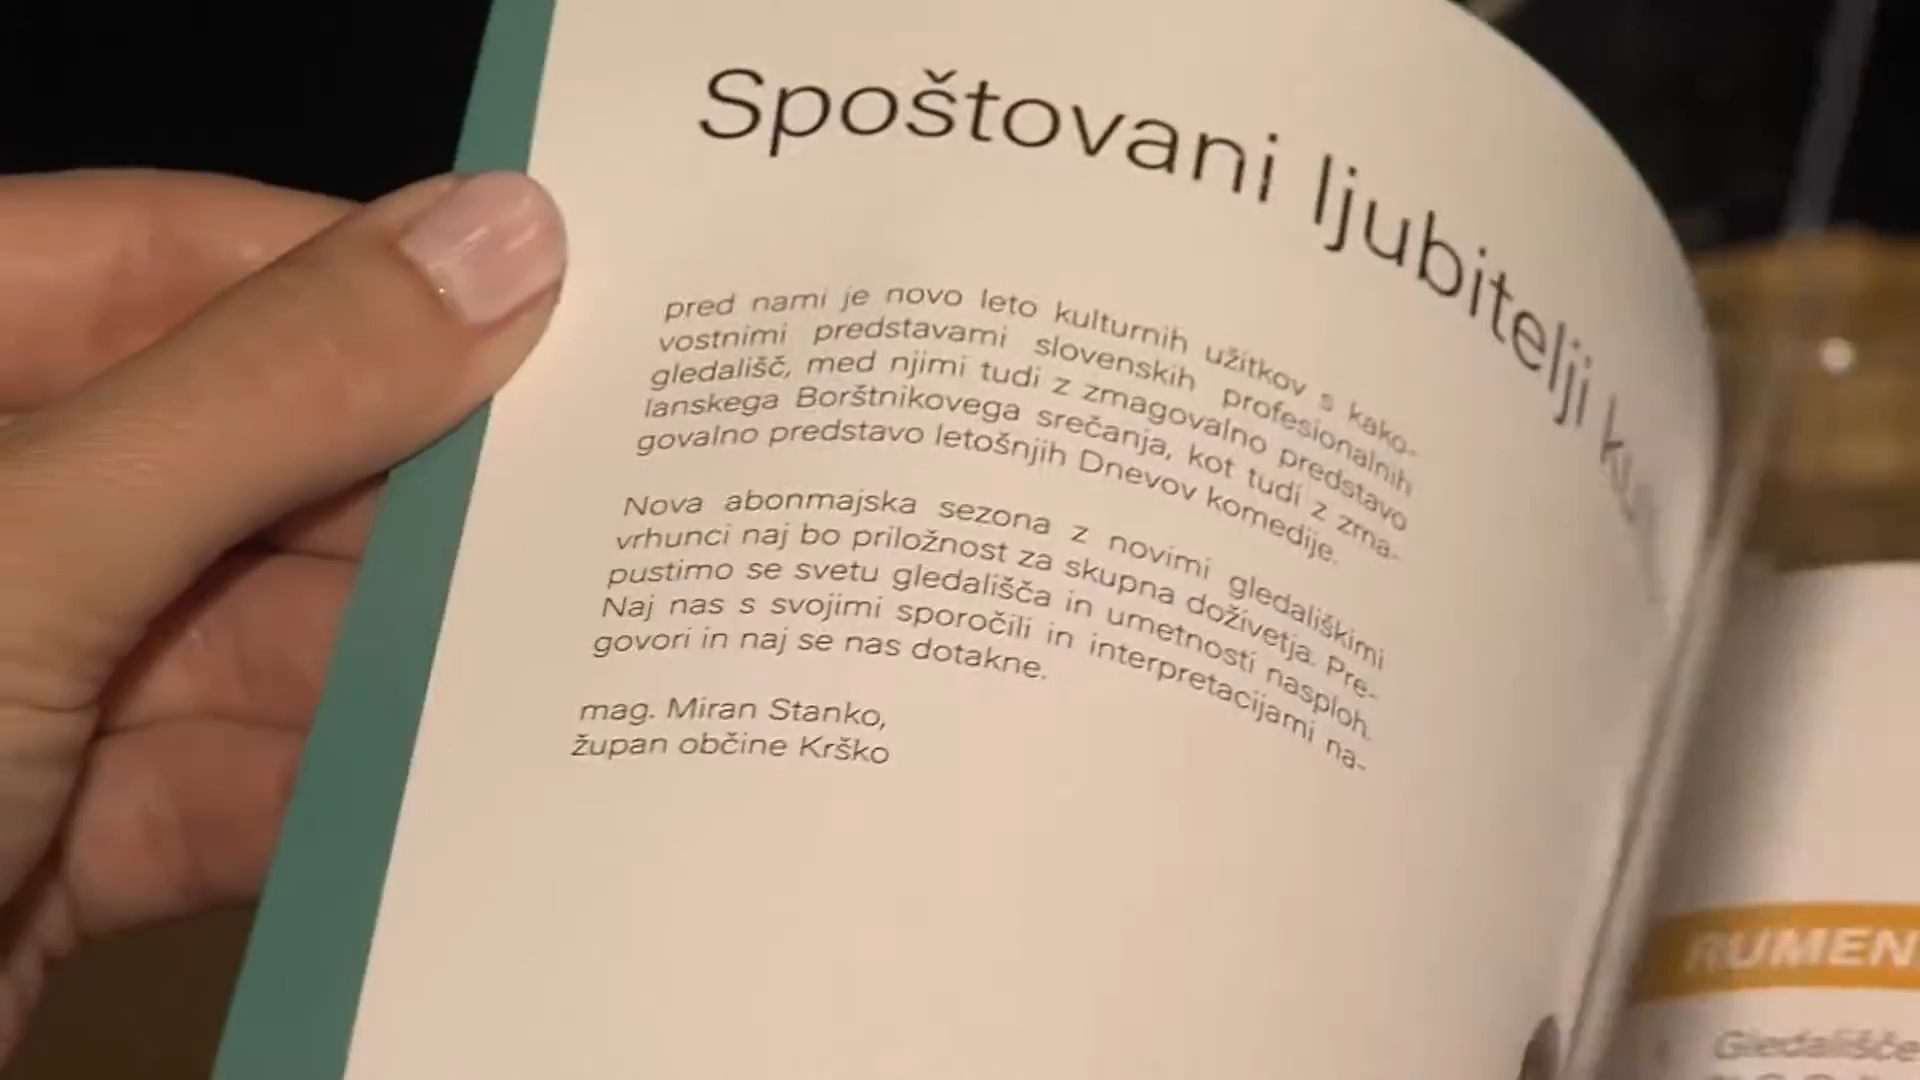 Spoštovani ljubitelji
pred nami je novo leto kulturnih užitkov s kako-
vostnimi predstavami slovenskih profesionalnih
gledališč, med njimi tudi z zmagovalno predstavo
lanskega Borštnikovega srečanja, kot tudi z zma-
govalno predstavo letošnjih Dnevov komedije.
Nova abonmajska sezona z novimi gledališkimi
vrhunci naj bo priložnost za skupna doživetja. Pre-
pustimo se svetu gledališča in umetnosti nasploh.
Naj nas s svojimi sporočili in interpretacijami na-
govori in naj se nas dotakne.
mag. Miran Stanko,
župan občine Krško
RUMEN
Gledališče